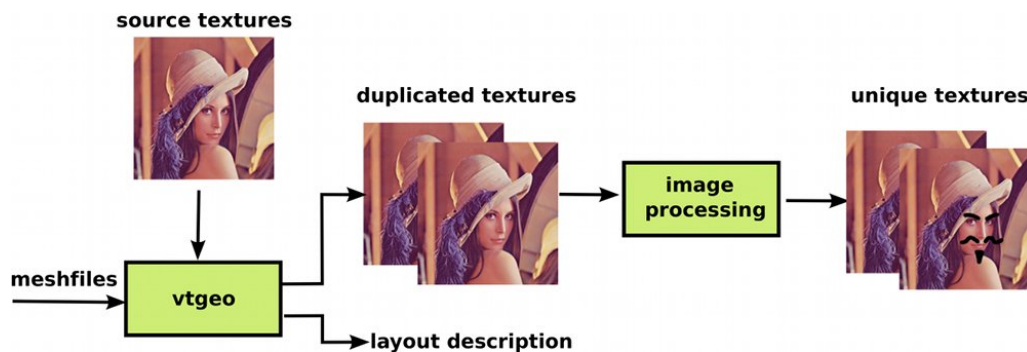 source textures
duplicated textures
unique textures
image
processing
meshfiles
vtgeo
layout description